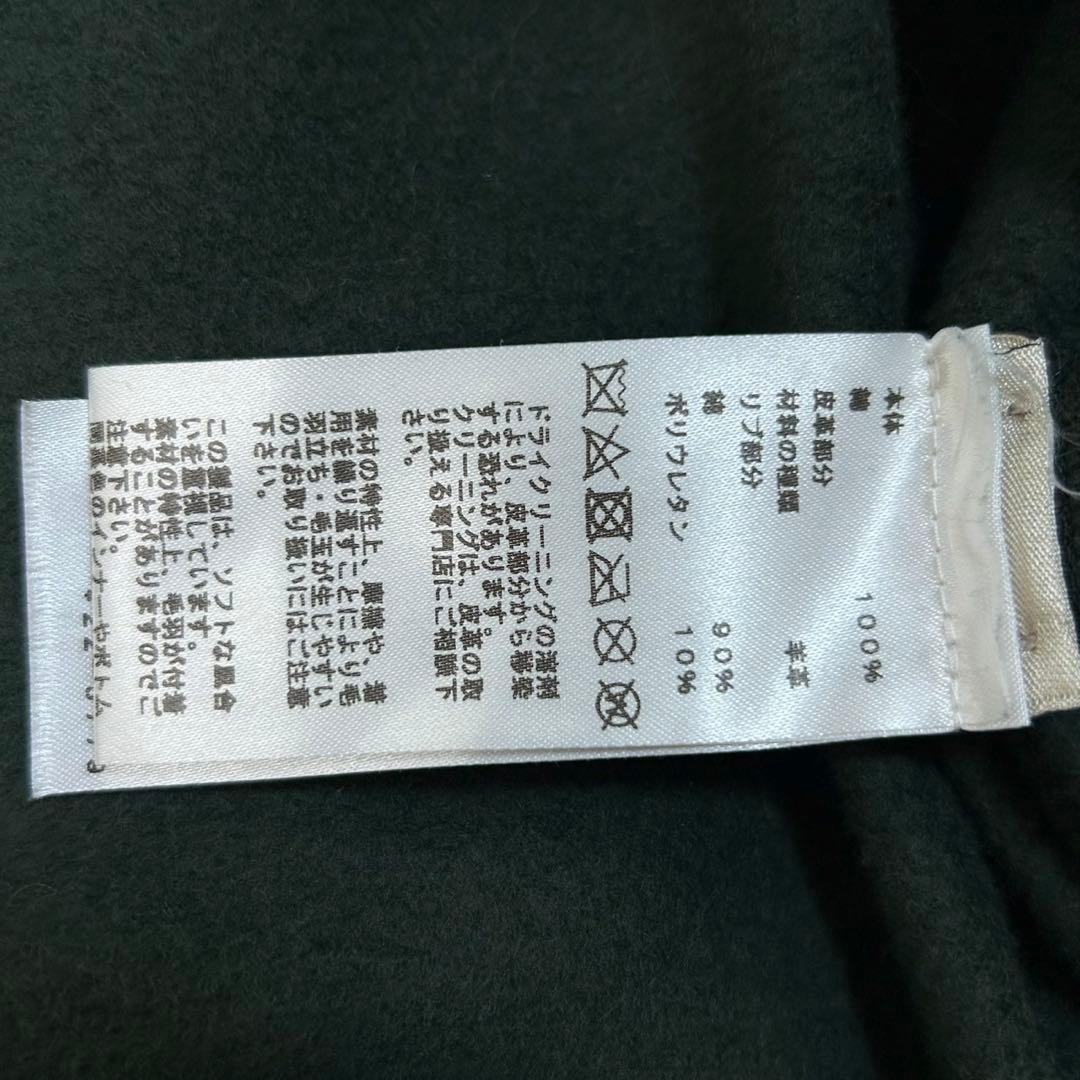 本体
綿 100%
皮革部分
材料の種類 羊革
リブ部分
綿 90%
ポリウレタン 10%
ドライクリーニングの溶剤
により、皮革部分から移染
する恐れがあります。
クリーニングは、皮革の取
り扱える専門店にご相談下
さい。
素材の特性上、摩擦や、着
用を繰り返すことにより毛
羽立ち・毛玉が生じやすい
のでお取り扱いにはご注意
下さい。
この製品は、ソフトな風合
いを重視しています。
素材の特性上、毛羽が付着
することがありますのでご
注意下さい。